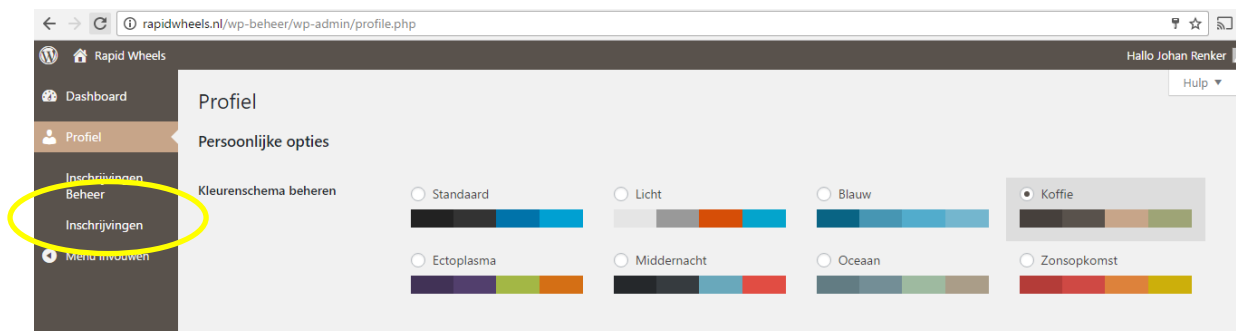 rapidwheels.nl/wp-beheer/wp-admin/profile.php
Rapid Wheels
Hallo Johan Renker
Hulp
Dashboard
Profiel
Inschrijvingen
Beheer
Inschrijvingen
Menu invouwen
Profiel
Persoonlijke opties
Kleurenschema beheren
Standaard
Licht
Blauw
Koffie
Ectoplasma
Middernacht
Oceaan
Zonsopkomst